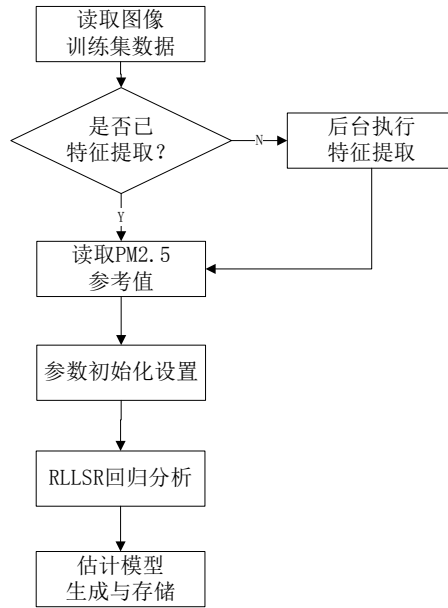 读取图像
训练集数据
是否已
特征提取？
N
后台执行
特征提取
Y
读取PM2.5
参考值
参数初始化设置
RLLSR回归分析
估计模型
生成与存储